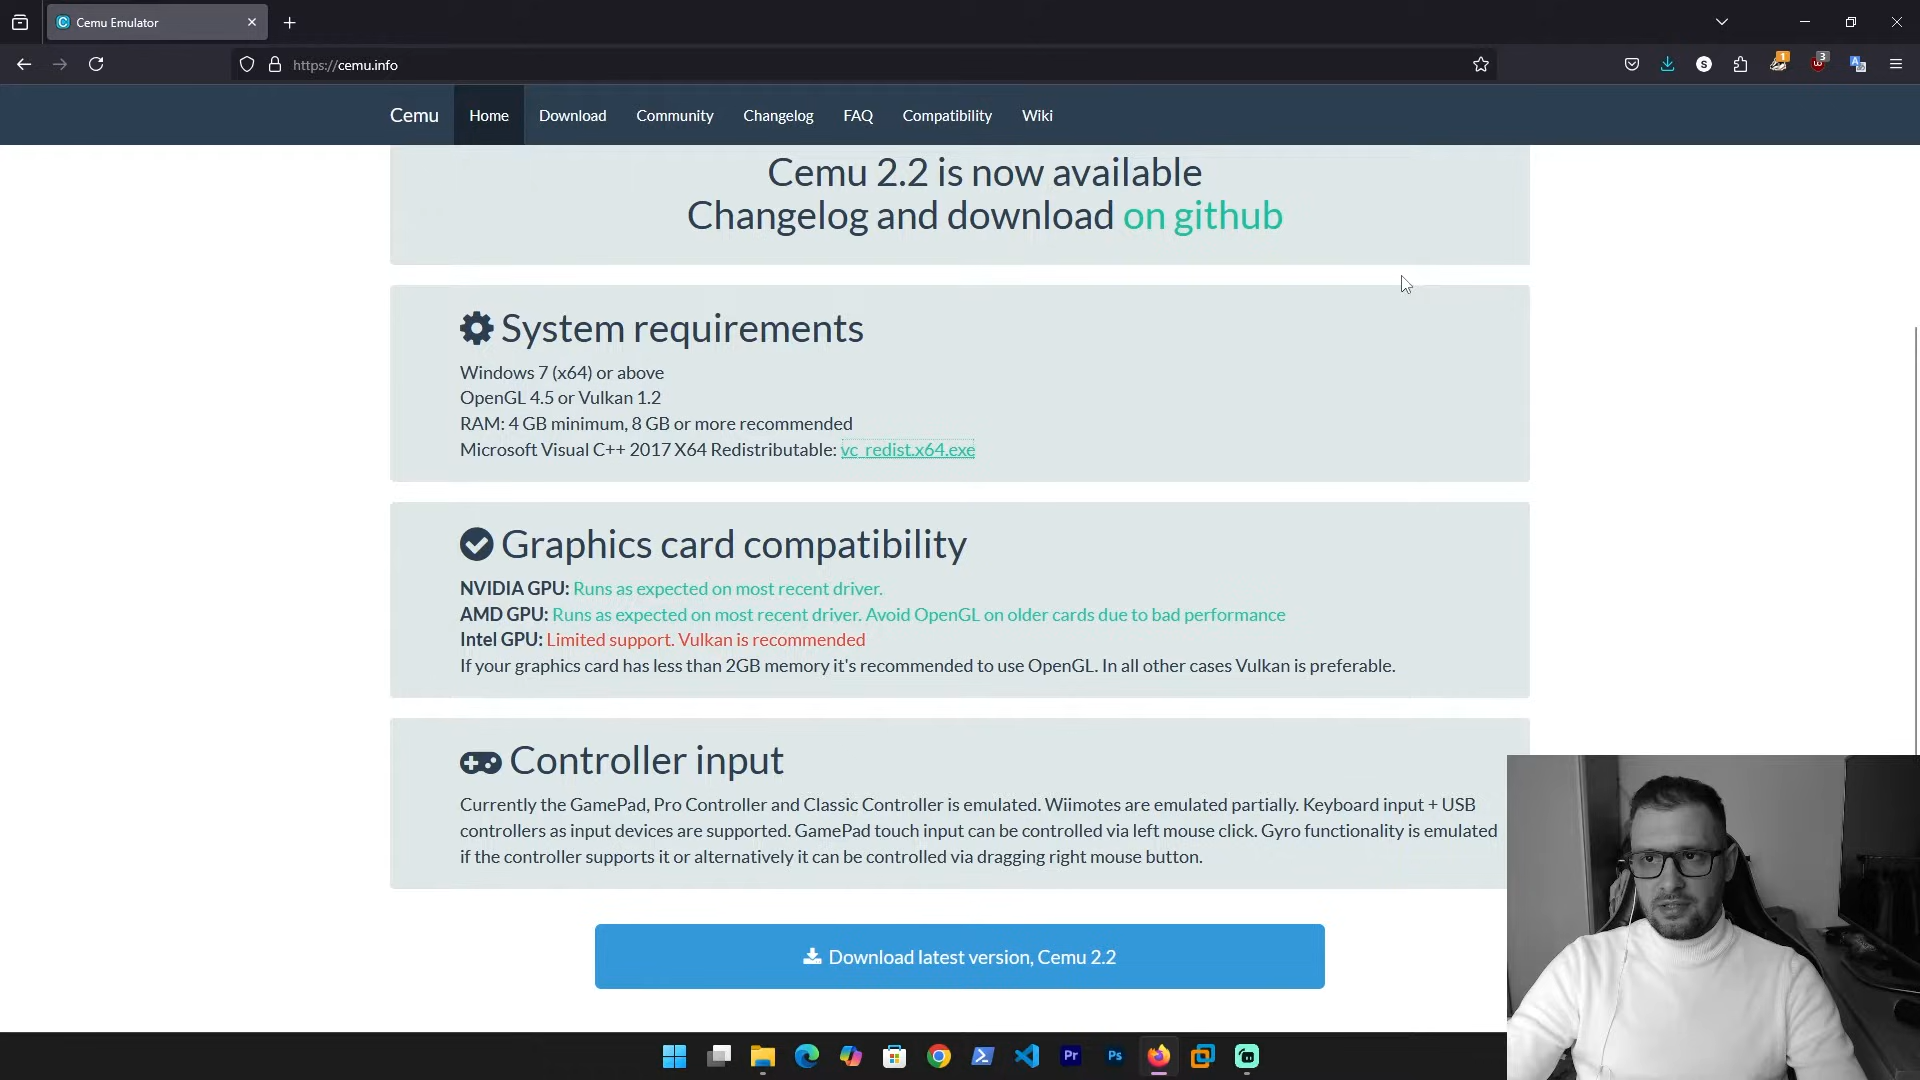 Cemu Emulator
https://cemu.info
S
1
3
Cemu
Home
Download
Community
Changelog
FAQ
Compatibility
Wiki
Cemu 2.2 is now available
Changelog and download on github
System requirements
Windows 7 (x64) or above
OpenGL 4.5 or Vulkan 1.2
RAM: 4 GB minimum, 8 GB or more recommended
Microsoft Visual C++ 2017 X64 Redistributable: vc_redist.x64.exe
Graphics card compatibility
NVIDIA GPU: Runs as expected on most recent driver.
AMD GPU: Runs as expected on most recent driver. Avoid OpenGL on older cards due to bad performance
Intel GPU: Limited support. Vulkan is recommended
If your graphics card has less than 2GB memory it's recommended to use OpenGL. In all other cases Vulkan is preferable.
Controller input
Currently the GamePad, Pro Controller and Classic Controller is emulated. Wiimotes are emulated partially. Keyboard input + USB
controllers as input devices are supported. GamePad touch input can be controlled via left mouse click. Gyro functionality is emulated
if the controller supports it or alternatively it can be controlled via dragging right mouse button.
Download latest version, Cemu 2.2
Pr
Ps